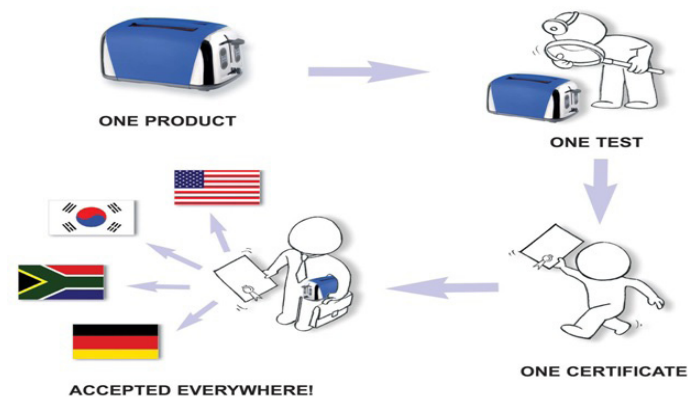 ONE PRODUCT
ONE TEST
ONE CERTIFICATE
ACCEPTED EVERYWHERE!